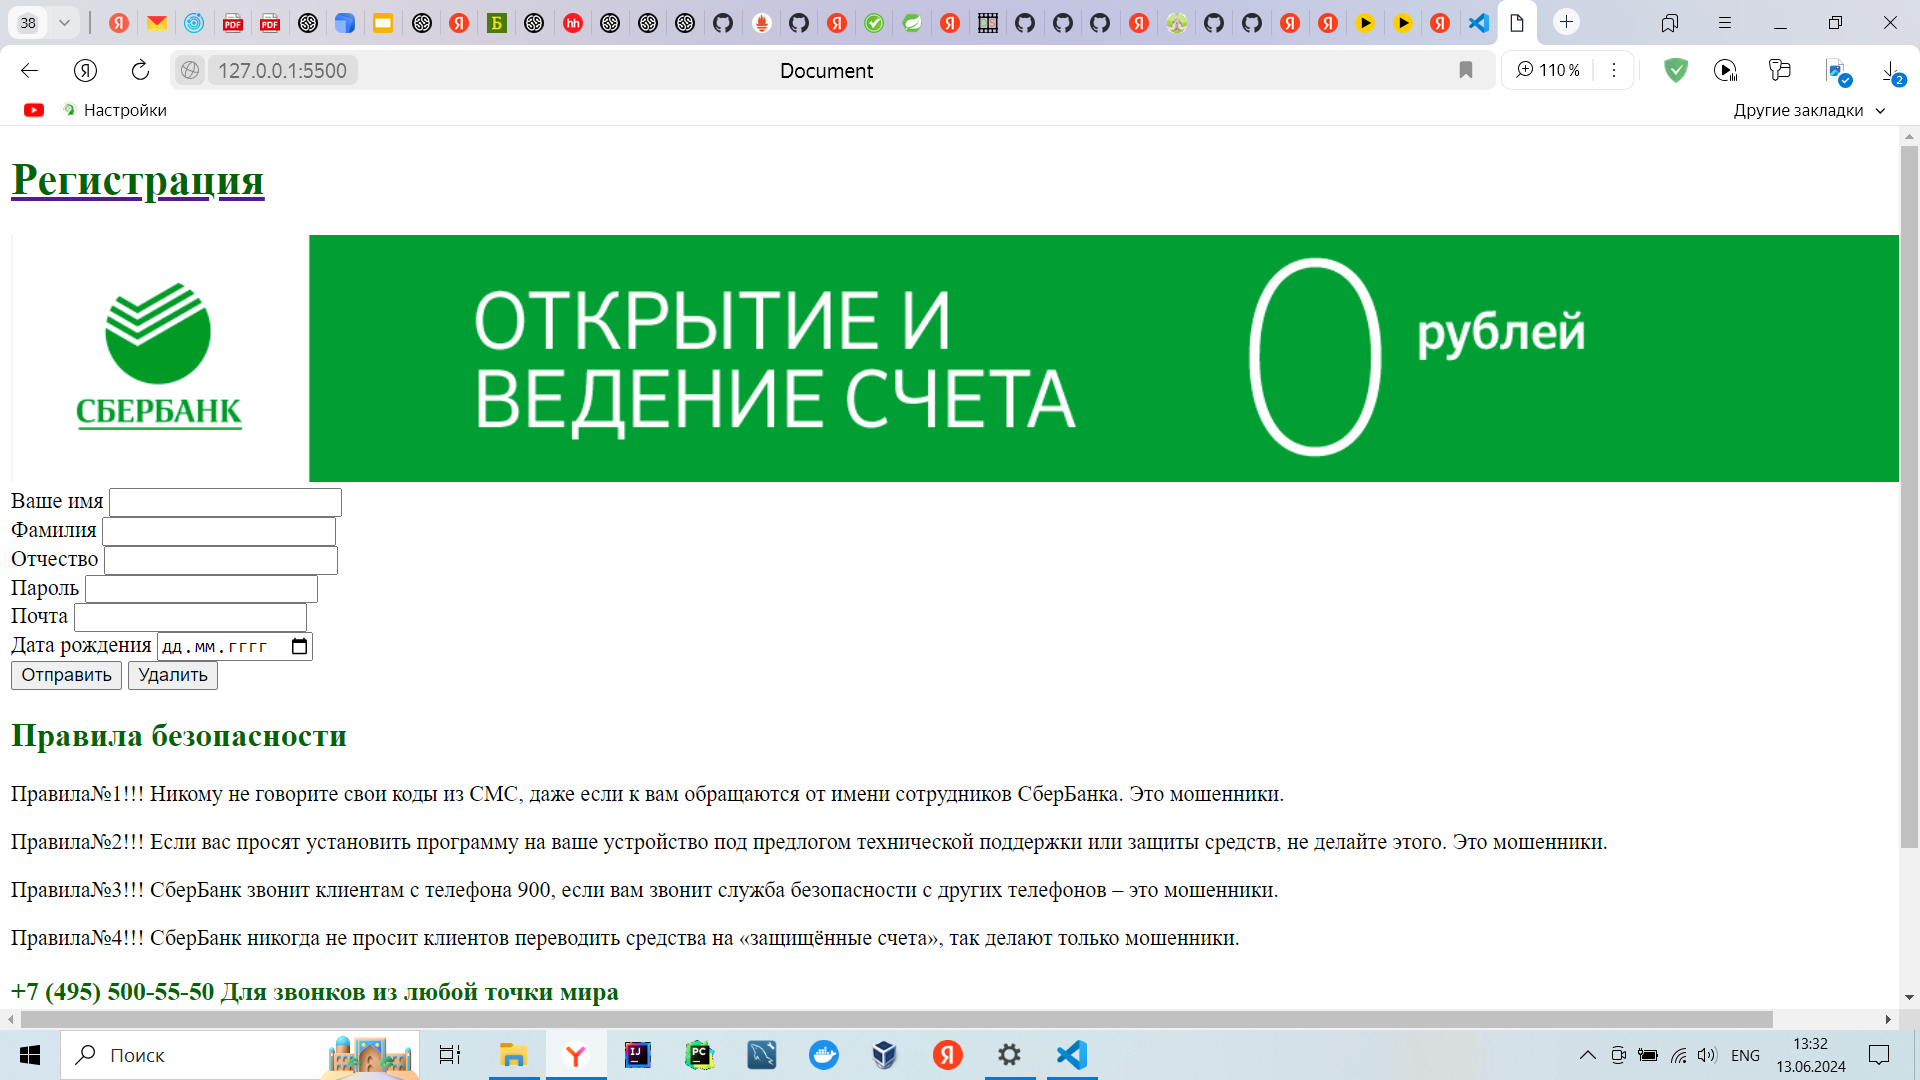 38
127.0.0.1:5500
Document
110 %
2
Настройки
Другие закладки
Регистрация
СБЕРБАНК
ОТКРЫТИЕ И
ВЕДЕНИЕ СЧЕТА
0 рублей
Ваше имя
Фамилия
Отчество
Пароль
Почта
Дата рождения дд.мм.гггг
Отправить Удалить
Правила безопасности
Правила№1!!! Никому не говорите свои коды из СМС, даже если к вам обращаются от имени сотрудников СберБанка. Это мошенники.
Правила№2!!! Если вас просят установить программу на ваше устройство под предлогом технической поддержки или защиты средств, не делайте этого. Это мошенники.
Правила№3!!! СберБанк звонит клиентам с телефона 900, если вам звонит служба безопасности с других телефонов – это мошенники.
Правила№4!!! СберБанк никогда не просит клиентов переводить средства на «защищённые счета», так делают только мошенники.
+7 (495) 500-55-50 Для звонков из любой точки мира
Поиск
ENG
13:32
13.06.2024